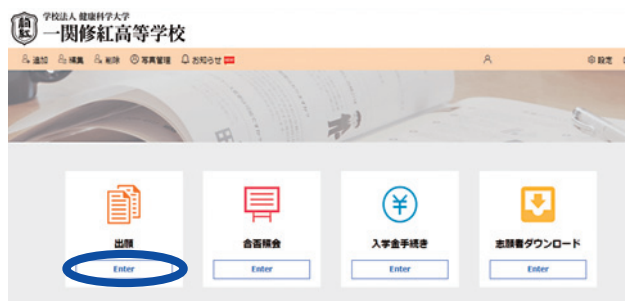 学校法人 健康科学大学
一関修紅高等学校
追加 編集 削除 写真管理 お知らせ NEW 設定
出願 合否照会 入学金手続き 志願者ダウンロード
Enter Enter Enter Enter